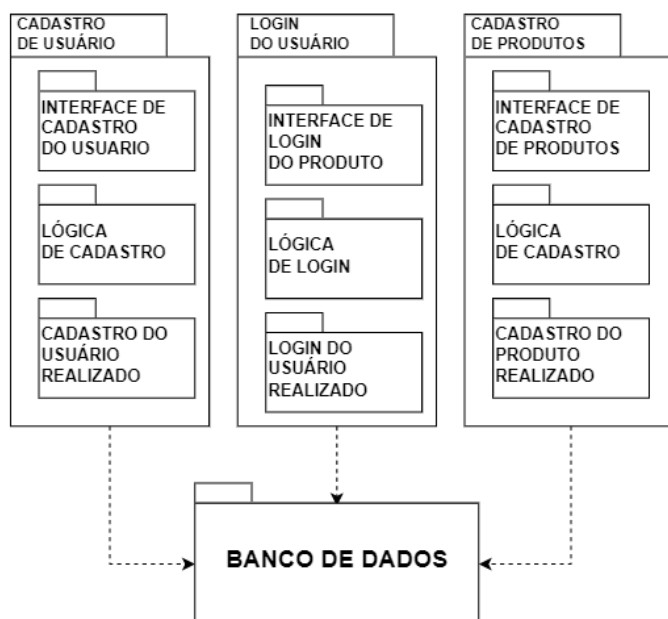 CADASTRO
DE USUÁRIO
INTERFACE DE
CADASTRO
DO USUARIO
LÓGICA
DE CADASTRO
CADASTRO DO
USUÁRIO
REALIZADO
LOGIN
DO USUÁRIO
INTERFACE DE
LOGIN
DO PRODUTO
LÓGICA
DE LOGIN
LOGIN DO
USUÁRIO
REALIZADO
CADASTRO
DE PRODUTOS
INTERFACE DE
CADASTRO
DE PRODUTOS
LÓGICA
DE CADASTRO
CADASTRO DO
PRODUTO
REALIZADO
BANCO DE DADOS